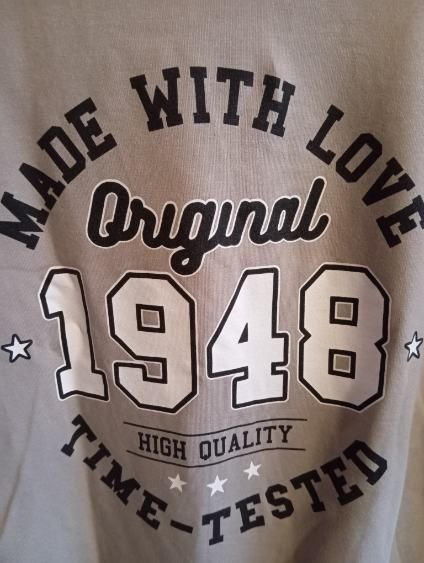 MADE WITH LOVE
Original
1948
HIGH QUALITY
TIME-TESTED